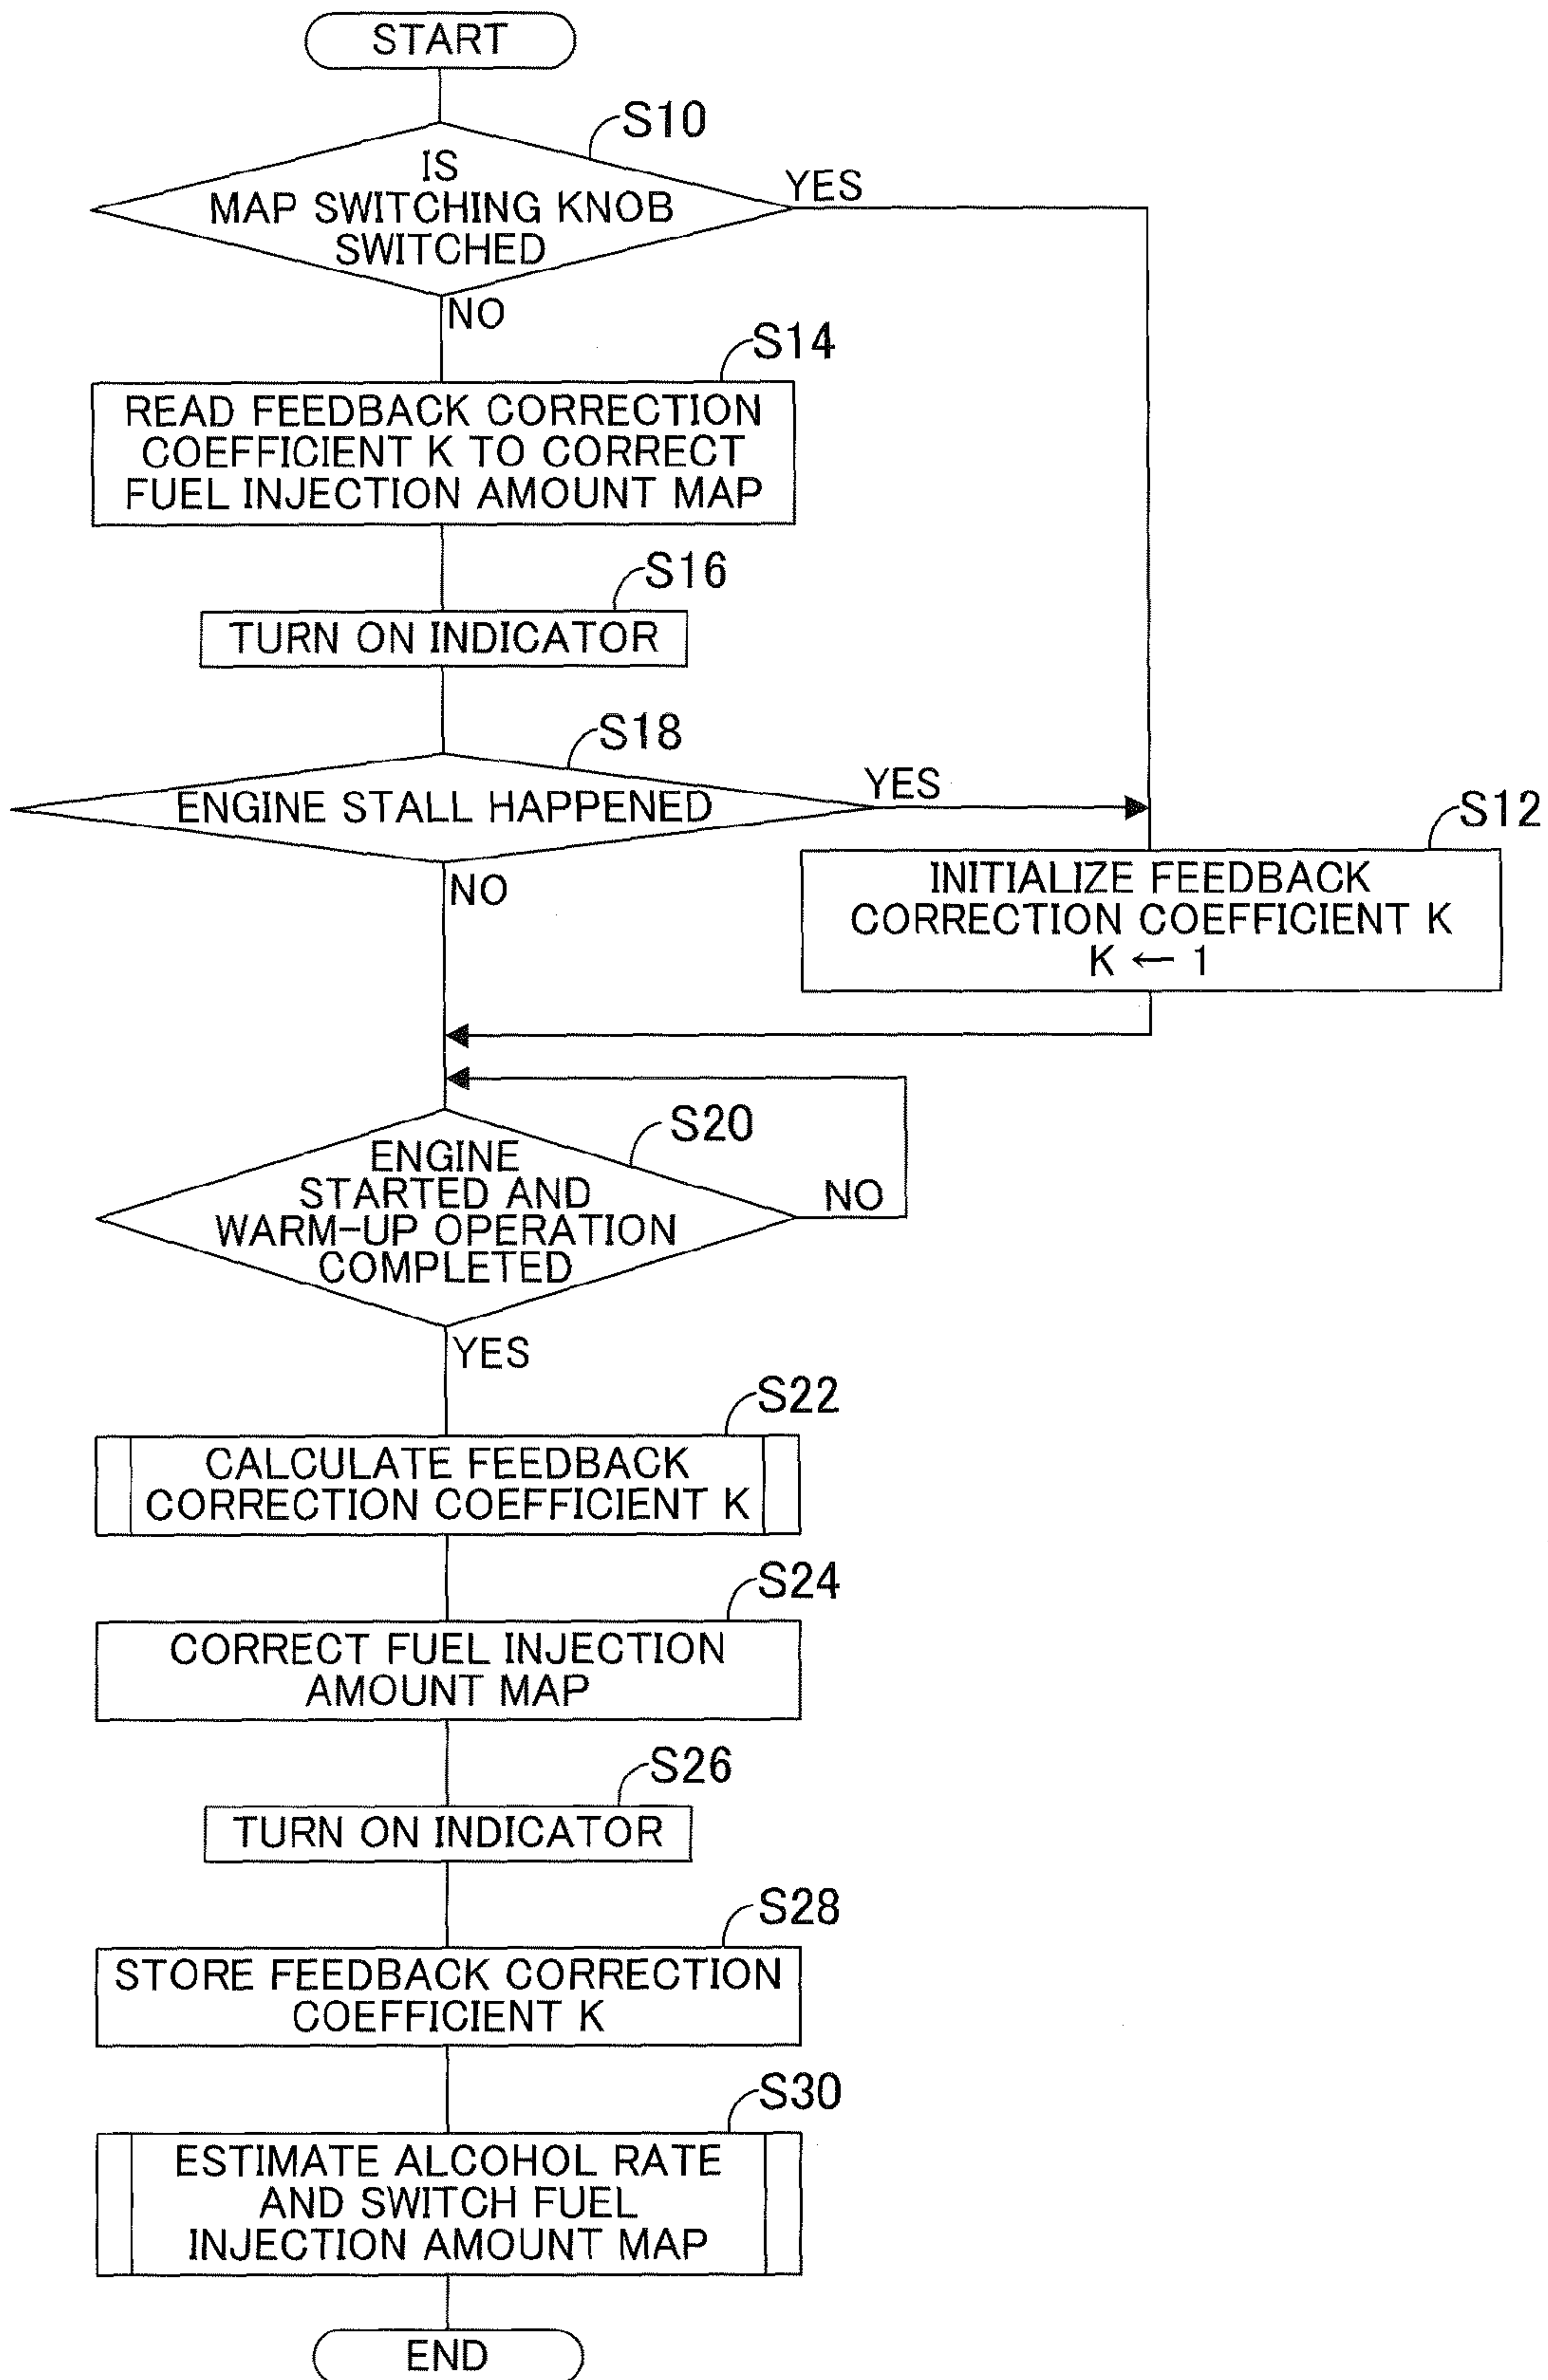 START
S10
IS
MAP SWITCHING KNOB
SWITCHED
YES
NO
S14
READ FEEDBACK CORRECTION
COEFFICIENT K TO CORRECT
FUEL INJECTION AMOUNT MAP
S16
TURN ON INDICATOR
S18
ENGINE STALL HAPPENED
YES
NO
S12
INITIALIZE FEEDBACK
CORRECTION COEFFICIENT K
K ← 1
S20
ENGINE
STARTED AND
WARM-UP OPERATION
COMPLETED
NO
YES
S22
CALCULATE FEEDBACK
CORRECTION COEFFICIENT K
S24
CORRECT FUEL INJECTION
AMOUNT MAP
S26
TURN ON INDICATOR
S28
STORE FEEDBACK CORRECTION
COEFFICIENT K
S30
ESTIMATE ALCOHOL RATE
AND SWITCH FUEL
INJECTION AMOUNT MAP
END